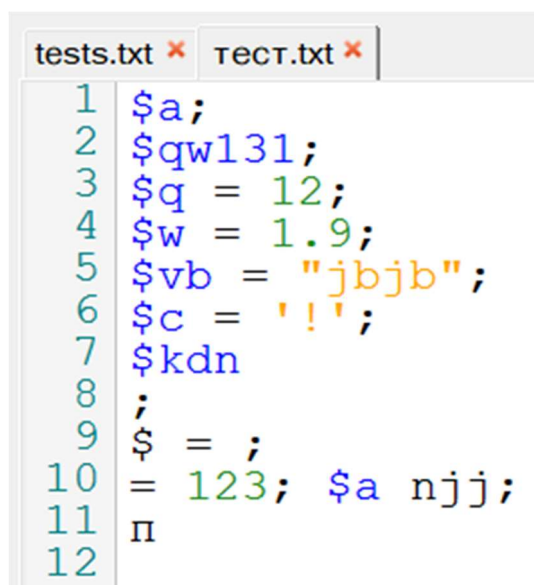 tests.txt × тест.txt ×
1 $a;
2 $qw131;
3 $q = 12;
4 $w = 1.9;
5 $vb = "jbjb";
6 $c = '!';
7 $kdn
8 ;
9 $ = ;
10 = 123; $a njj;
11 п
12